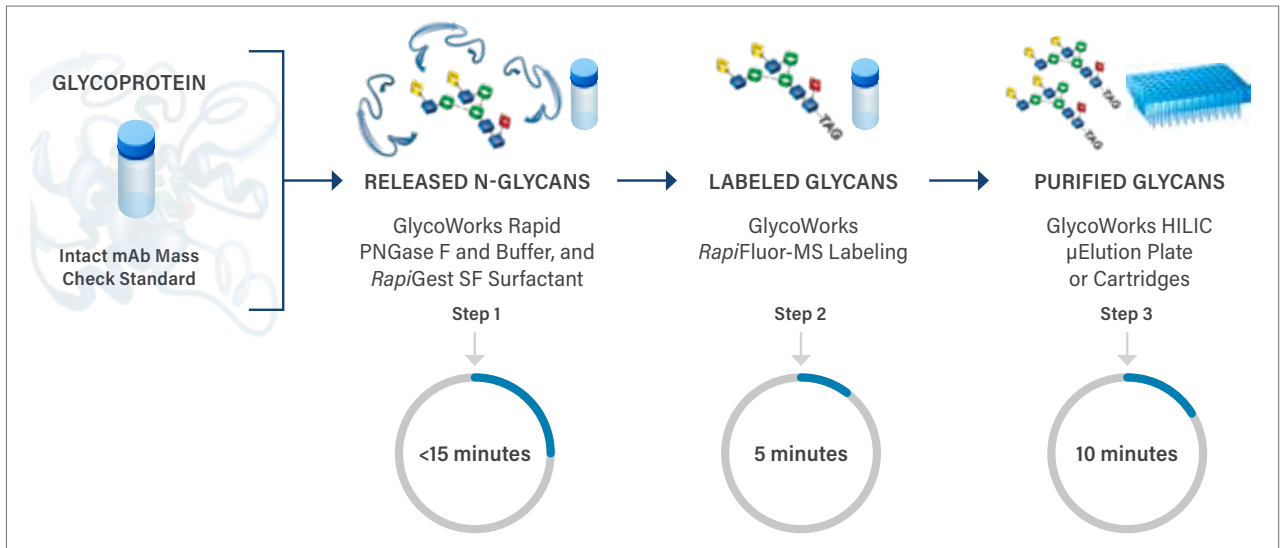 GLYCOPROTEIN
Intact mAb Mass
Check Standard
RELEASED N-GLYCANS
GlycoWorks Rapid
PNGase F and Buffer, and
RapiGest SF Surfactant
Step 1
<15 minutes
TAG
LABELED GLYCANS
GlycoWorks
RapiFluor-MS Labeling
Step 2
5 minutes
TAG
TAG
PURIFIED GLYCANS
GlycoWorks HILIC
µElution Plate
or Cartridges
Step 3
10 minutes